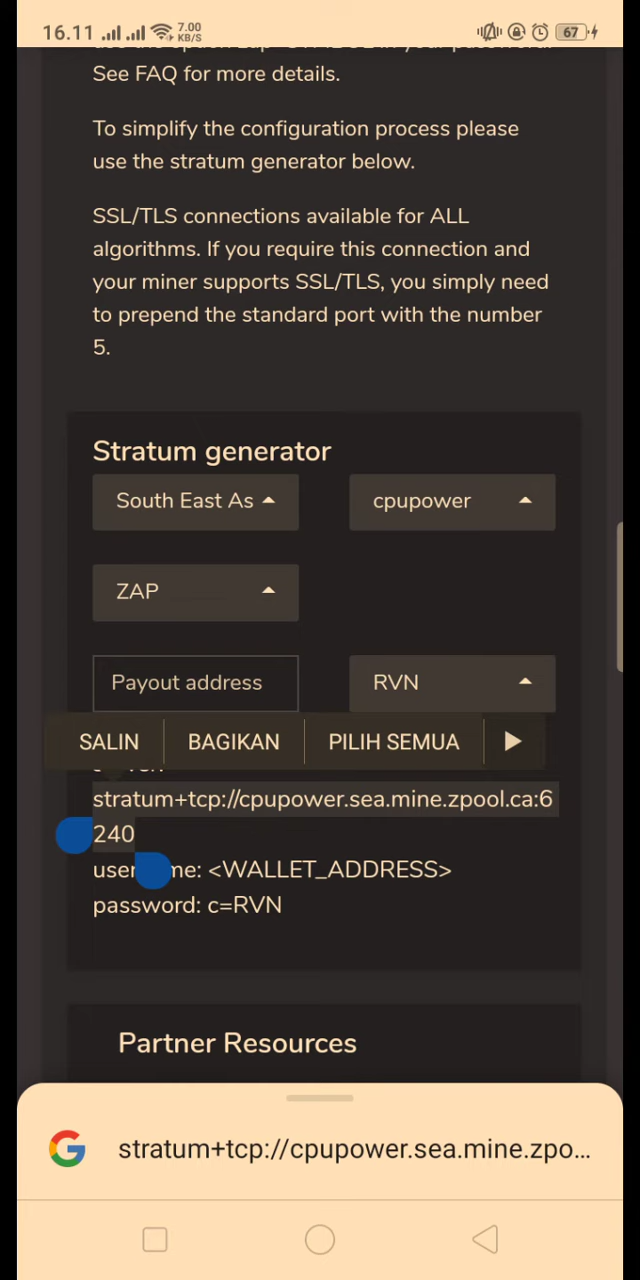 16.11 7.00 KB/S 67
See FAQ for more details.
To simplify the configuration process please
use the stratum generator below.
SSL/TLS connections available for ALL
algorithms. If you require this connection and
your miner supports SSL/TLS, you simply need
to prepend the standard port with the number
5.
Stratum generator
South East As cpupower
ZAP
Payout address RVN
SALIN BAGIKAN PILIH SEMUA
stratum+tcp://cpupower.sea.mine.zpool.ca:6
240
username: <WALLET_ADDRESS>
password: c=RVN
Partner Resources
stratum+tcp://cpupower.sea.mine.zpo...